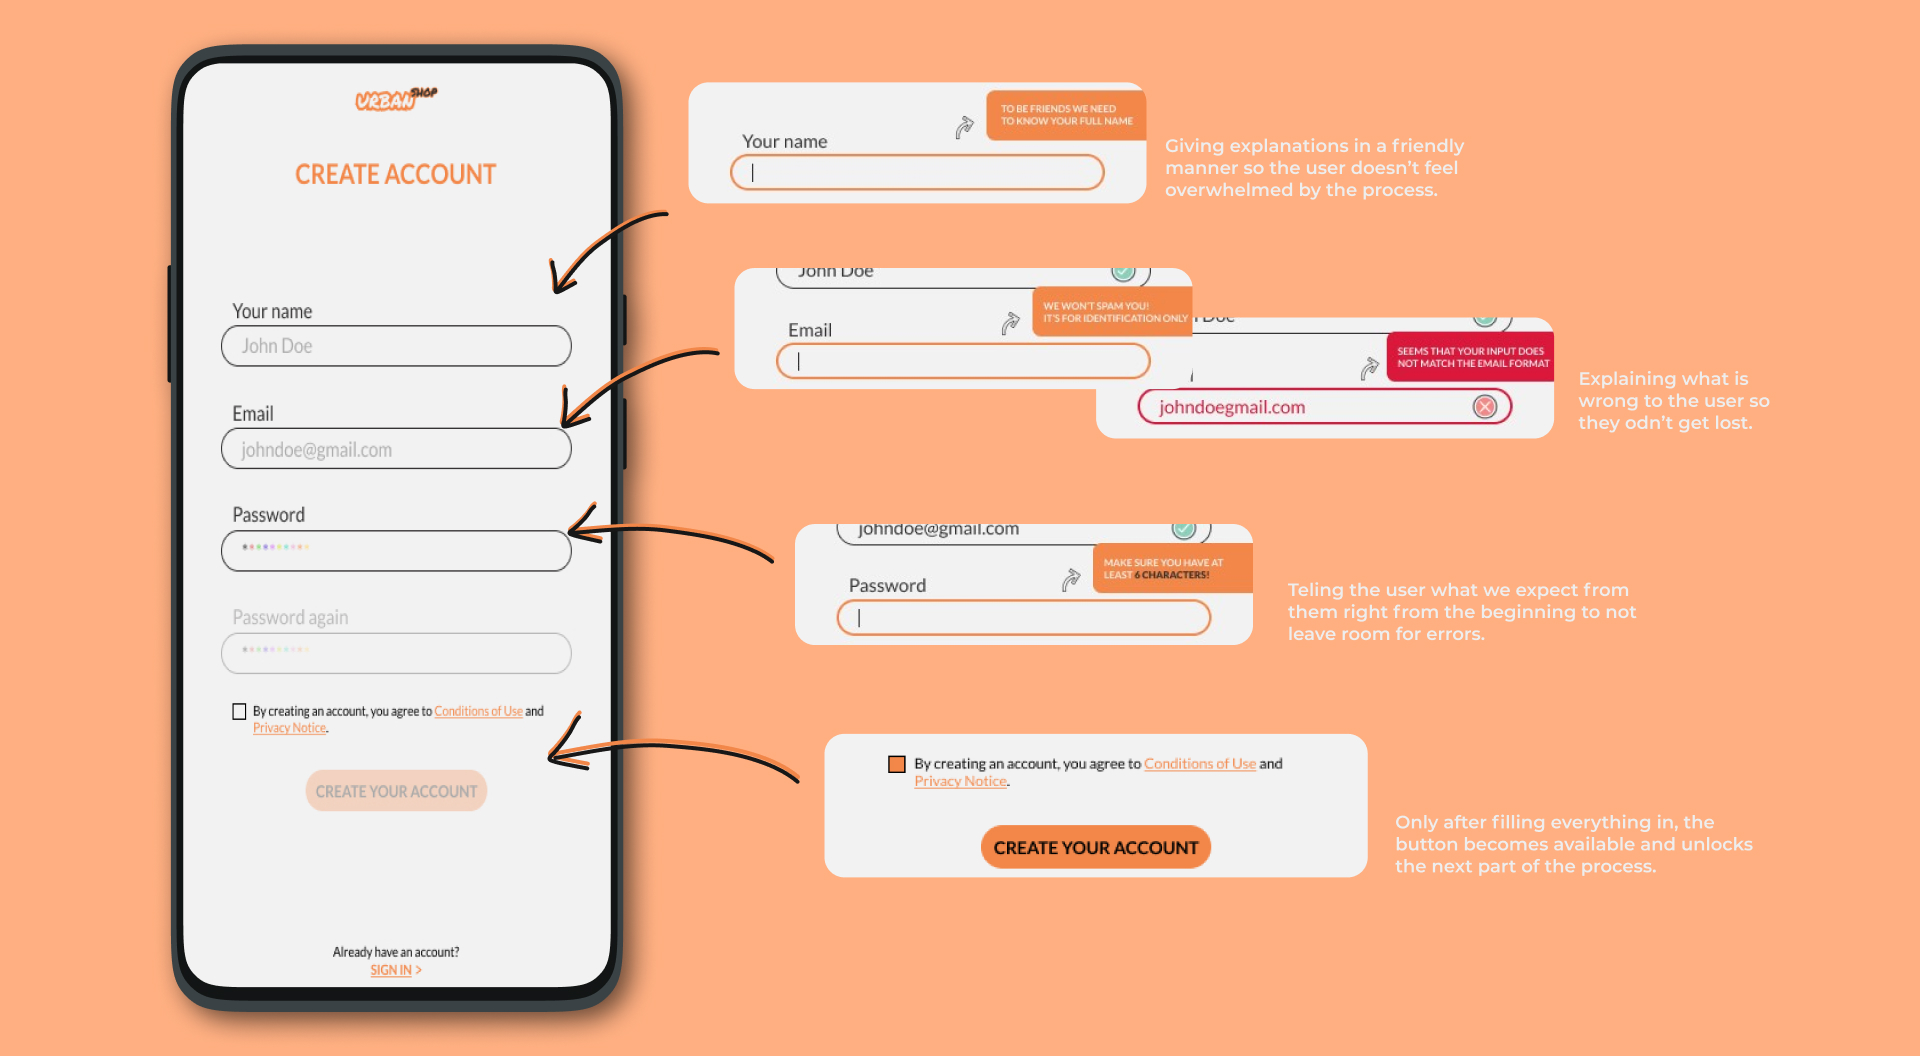 URBAN SHOP
CREATE ACCOUNT
Your name
John Doe
Email
johndoe@gmail.com
Password
Password again
By creating an account, you agree to Conditions of Use and
Privacy Notice.
CREATE YOUR ACCOUNT
Already have an account?
SIGN IN >
TO BE FRIENDS WE NEED
TO KNOW YOUR FULL NAME
Your name
Giving explanations in a friendly
manner so the user doesn't feel
overwhelmed by the process.
John Doe
WE WON'T SPAM YOU!
IT'S FOR IDENTIFICATION ONLY
Email
Doe
SEEMS THAT YOUR INPUT DOES
NOT MATCH THE EMAIL FORMAT
johndoegmail.com
Explaining what is
wrong to the user so
they odn't get lost.
johndoe@gmail.com
MAKE SURE YOU HAVE AT
LEAST 6 CHARACTERS!
Password
Teling the user what we expect from
them right from the beginning to not
leave room for errors.
By creating an account, you agree to Conditions of Use and
Privacy Notice.
CREATE YOUR ACCOUNT
Only after filling everything in, the
button becomes available and unlocks
the next part of the process.